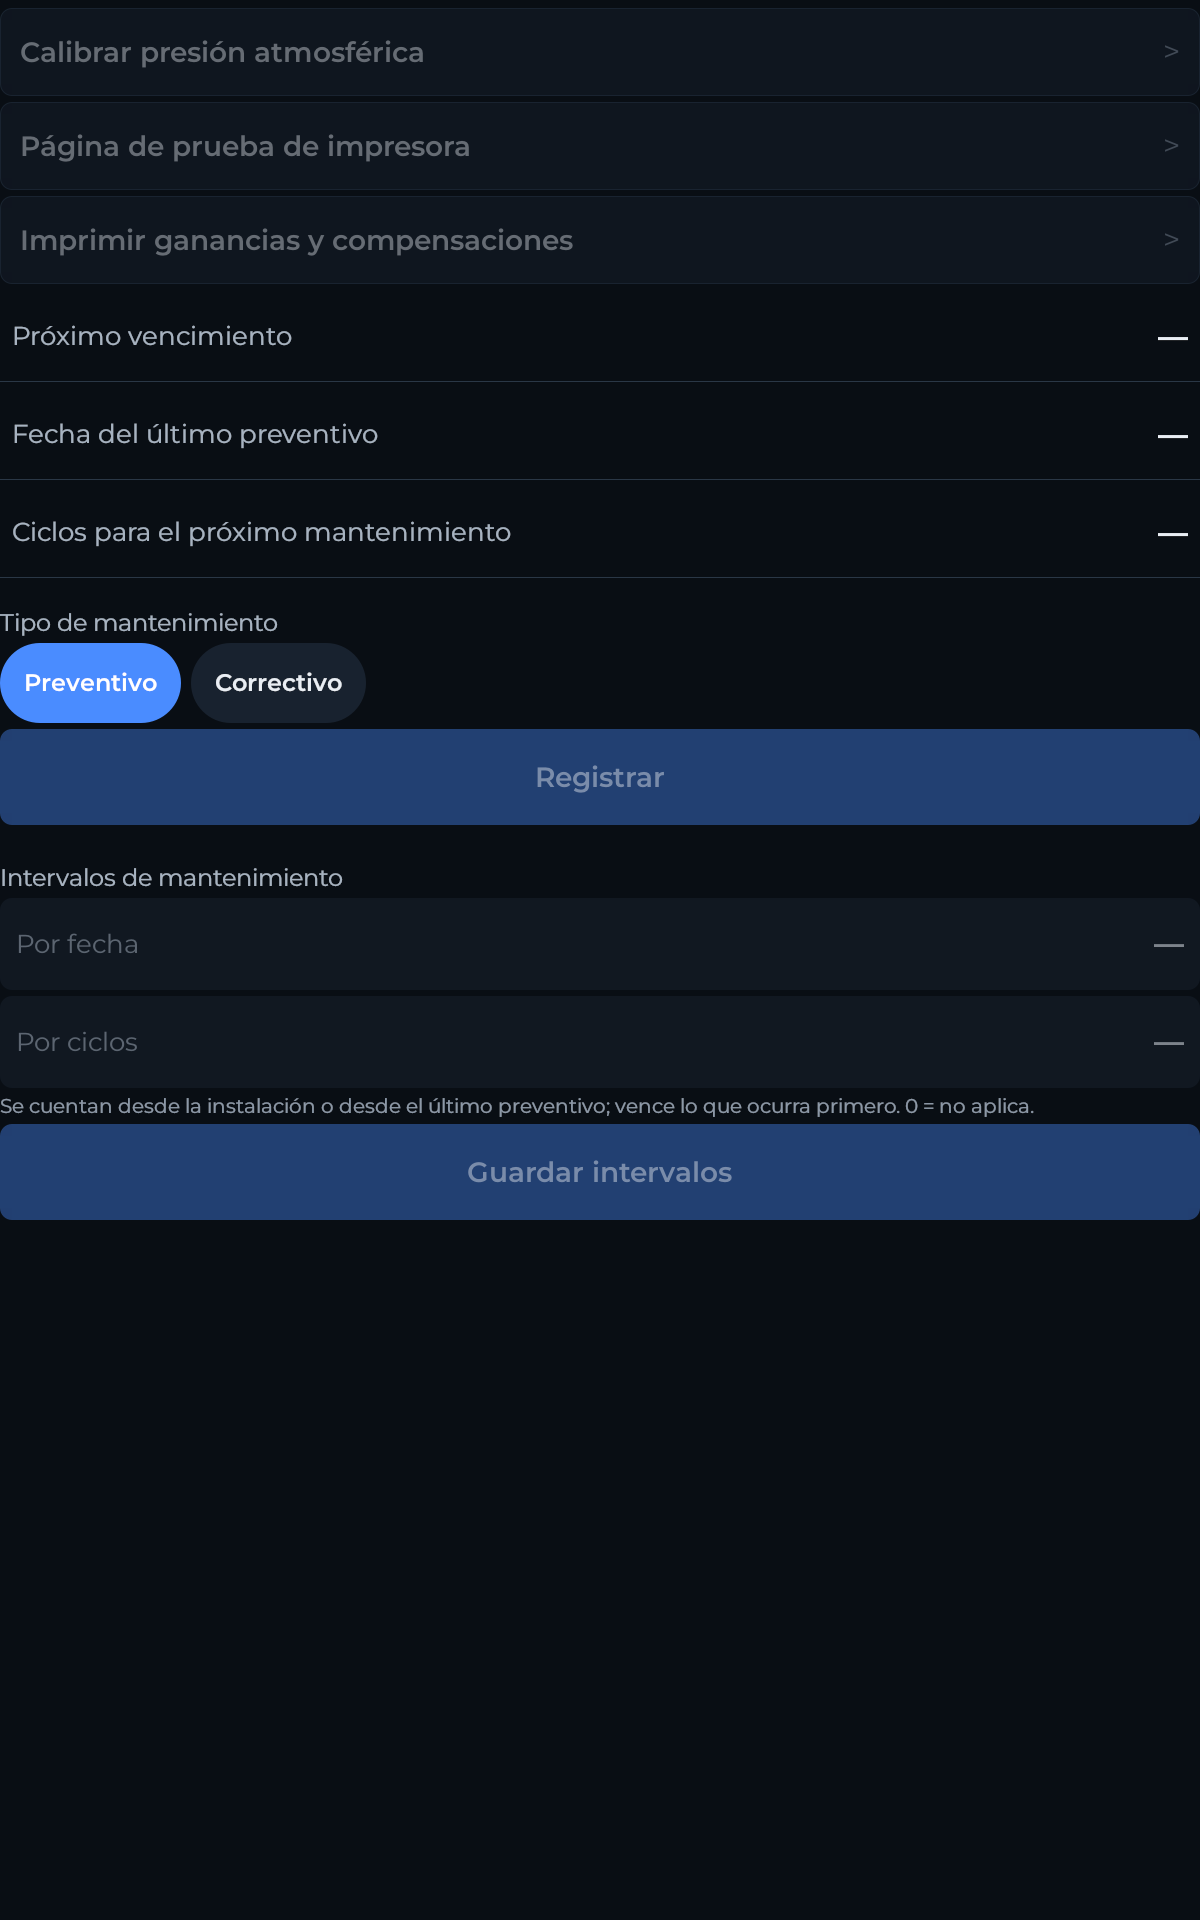 Calibrar presión atmosférica >
Página de prueba de impresora >
Imprimir ganancias y compensaciones >
Próximo vencimiento —
Fecha del último preventivo —
Ciclos para el próximo mantenimiento —
Tipo de mantenimiento
Preventivo Correctivo
Registrar
Intervalos de mantenimiento
Por fecha —
Por ciclos —
Se cuentan desde la instalación o desde el último preventivo; vence lo que ocurra primero. 0 = no aplica.
Guardar intervalos